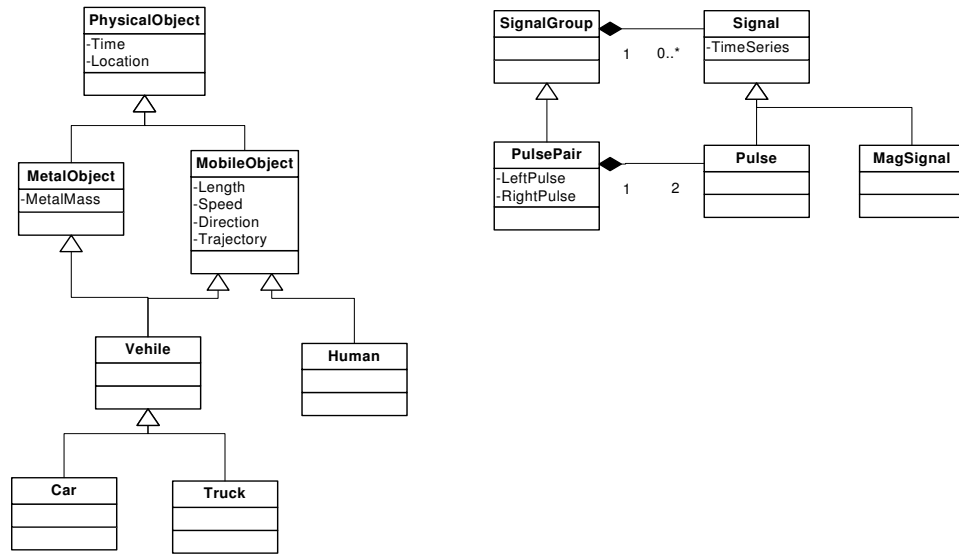 PhysicalObject
-Time
-Location
MetalObject
-MetalMass
MobileObject
-Length
-Speed
-Direction
-Trajectory
Vehile
Human
Car
Truck
SignalGroup
1
0..*
Signal
-TimeSeries
PulsePair
-LeftPulse
-RightPulse
1
2
Pulse
MagSignal